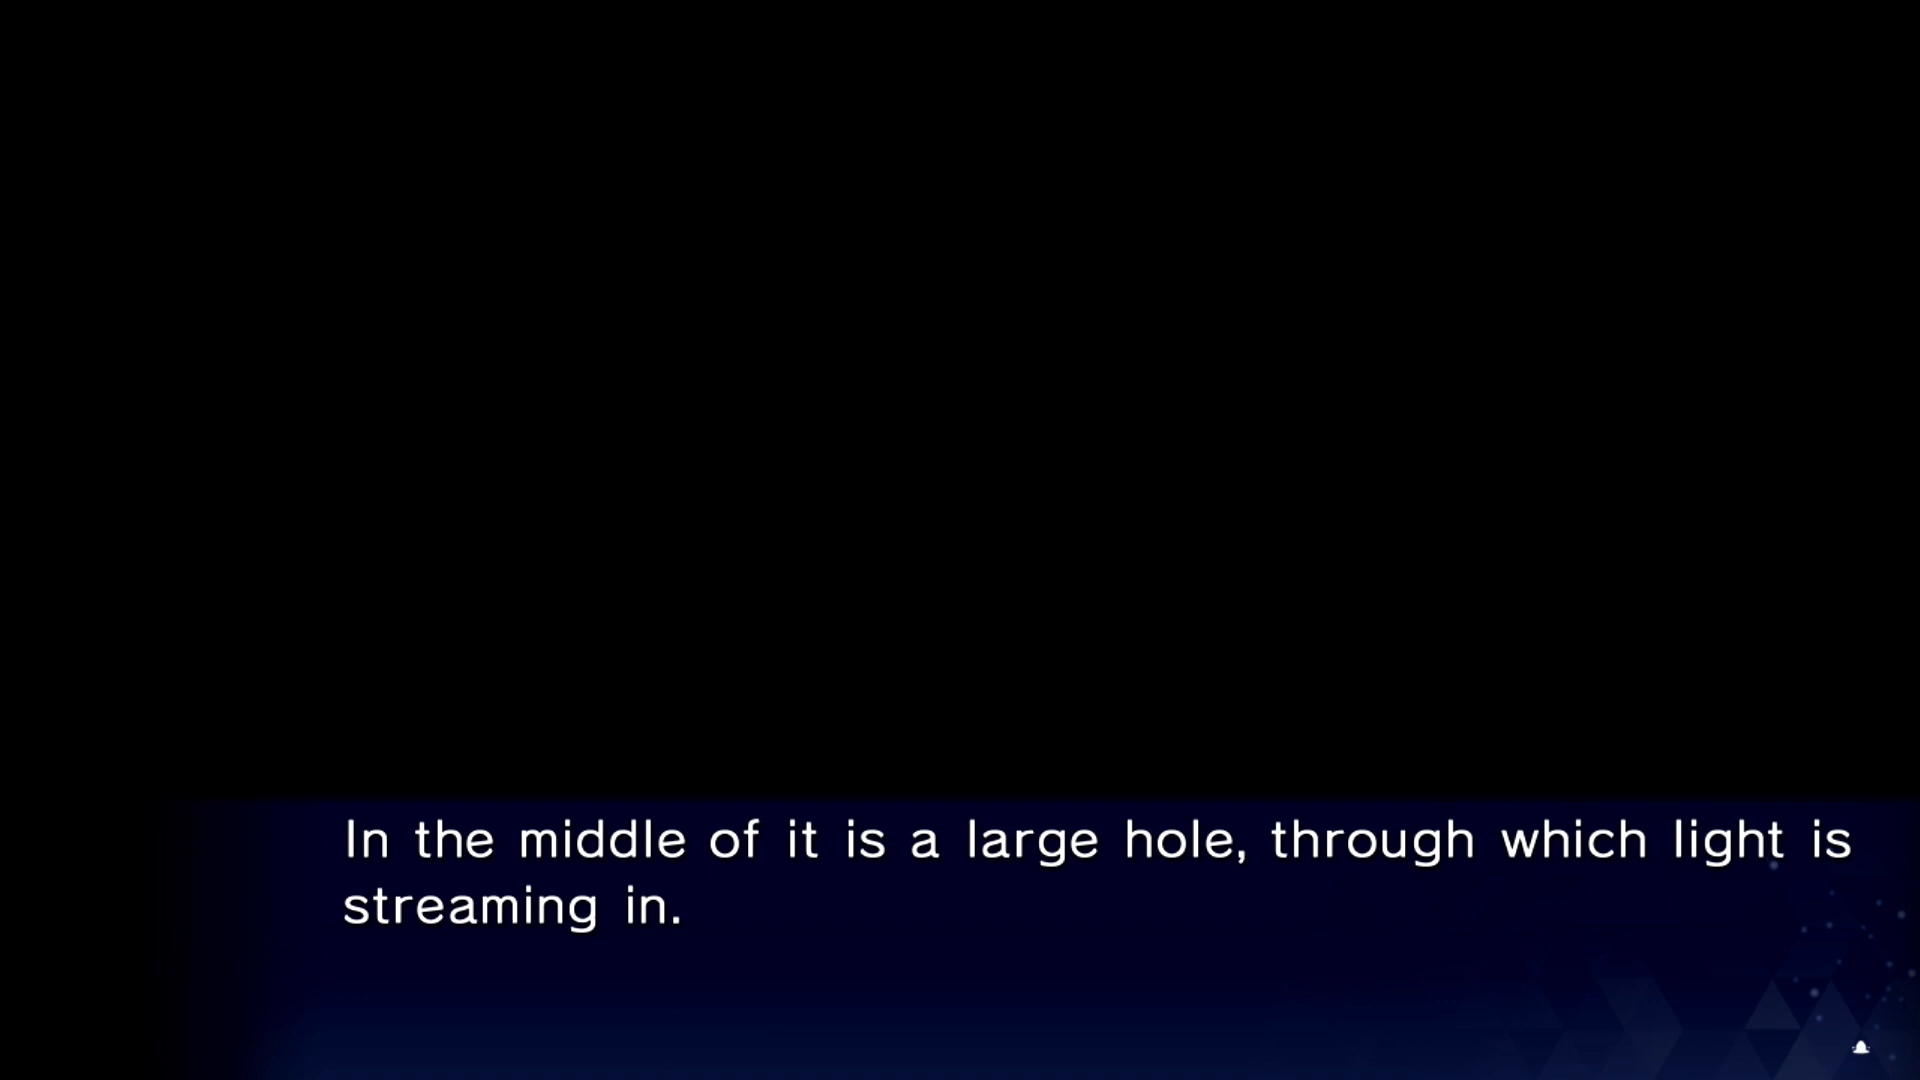 In the middle of it is a large hole, through which light is
streaming in.